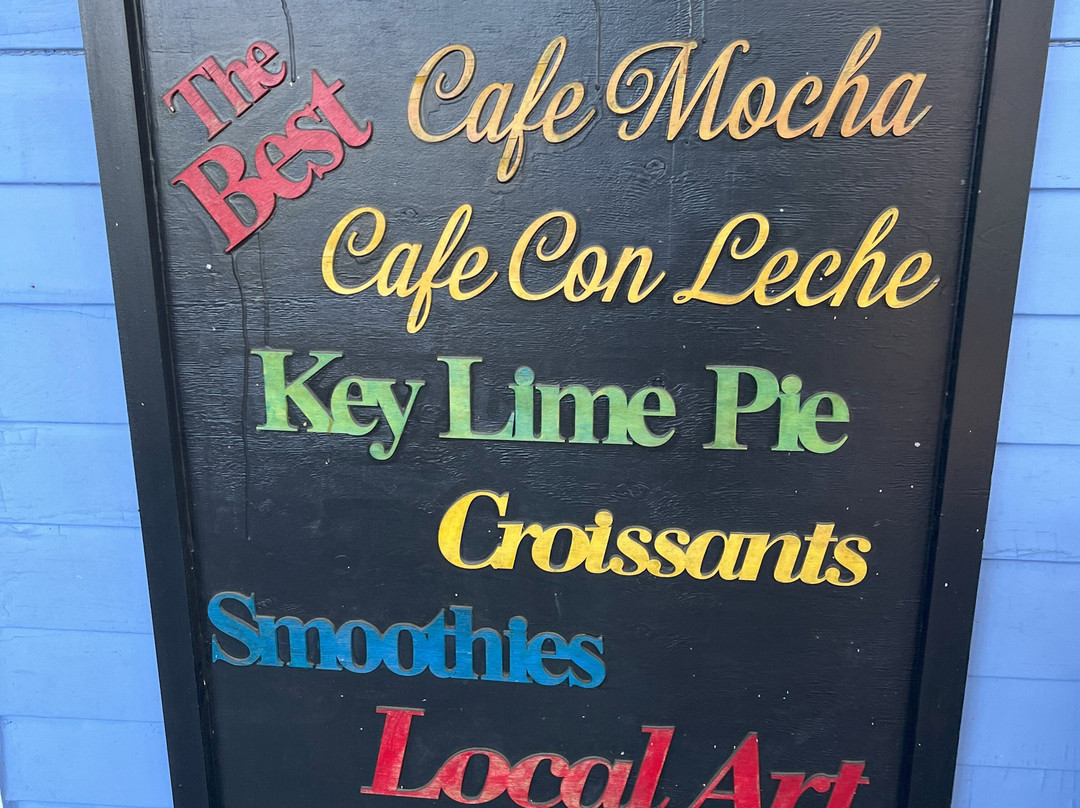 The
Best
Cafe Mocha
Cafe Con Leche
Key Lime Pie
Croissants
Smoothies
Local Art